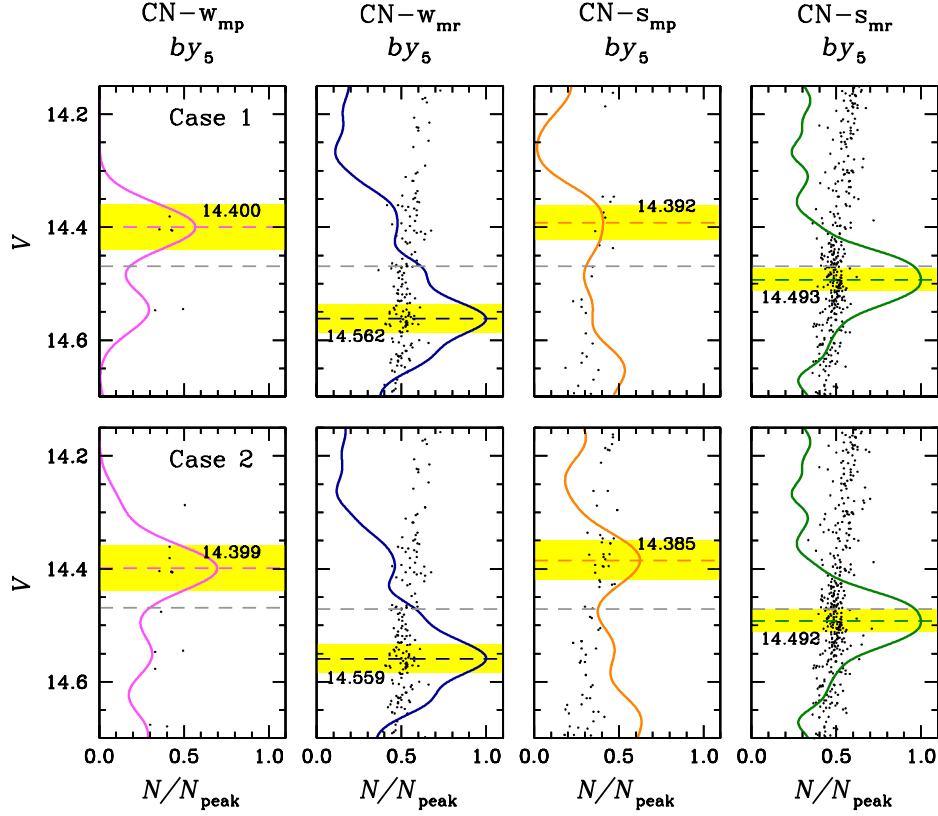 CN-w_mp CN-w_mr CN-s_mp CN-s_mr
by_5 by_5 by_5 by_5
Case 1
14.2
14.4
14.6
V
14.400
14.562
14.392
14.493
Case 2
14.2
14.4
14.6
V
14.399
14.559
14.385
14.492
0.0 0.5 1.0 0.0 0.5 1.0 0.0 0.5 1.0 0.0 0.5 1.0
N/N_peak N/N_peak N/N_peak N/N_peak